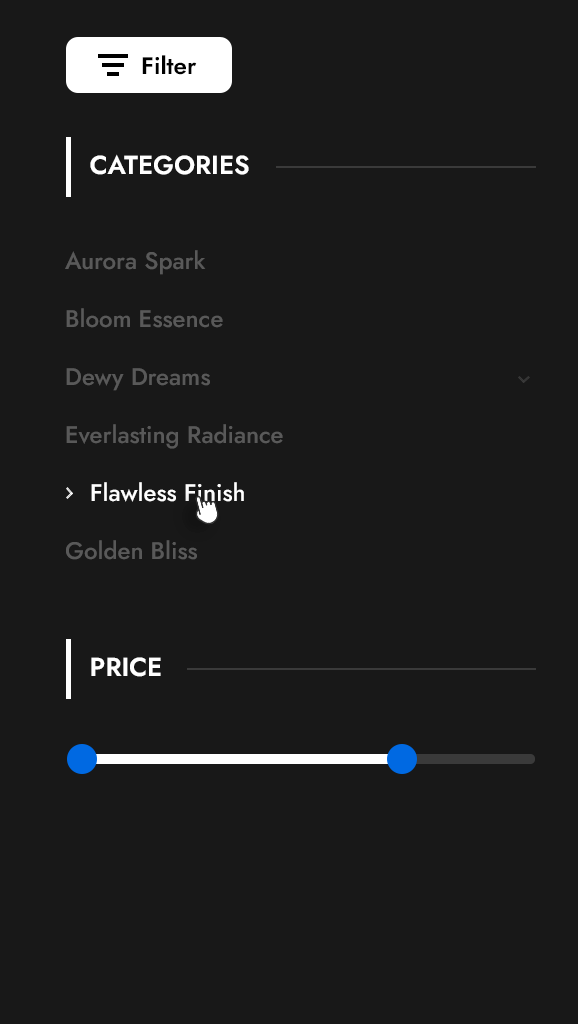 Filter
CATEGORIES
Aurora Spark
Bloom Essence
Dewy Dreams
Everlasting Radiance
Flawless Finish
Golden Bliss
PRICE